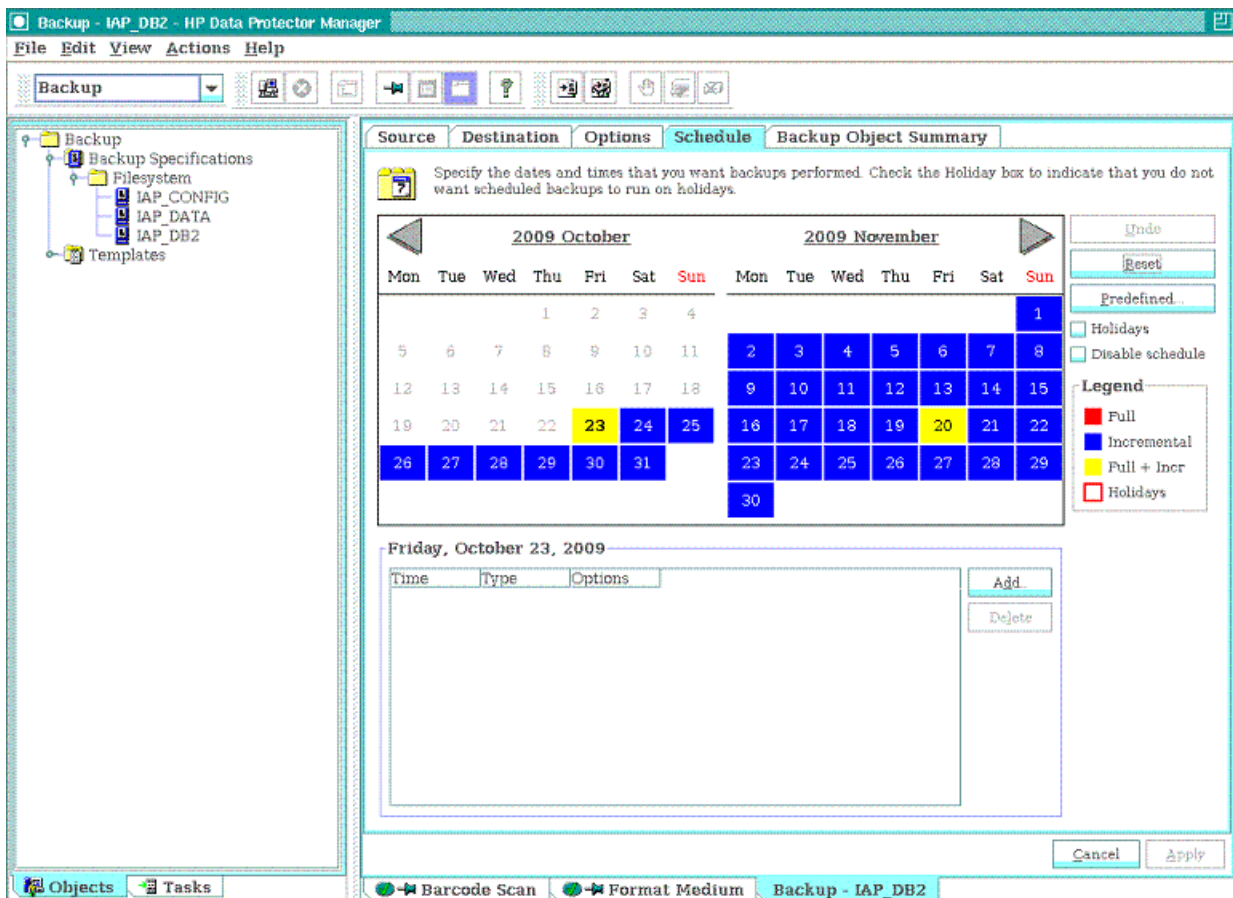 Backup - IAP_DB2 - HP Data Protector Manager
File Edit View Actions Help
Backup
Backup
Backup Specifications
Filesystem
IAP_CONFIG
IAP_DATA
IAP_DB2
Templates
Objects Tasks
Source Destination Options Schedule Backup Object Summary
Specify the dates and times that you want backups performed. Check the Holiday box to indicate that you do not
want scheduled backups to run on holidays.
2009 October 2009 November
Mon Tue Wed Thu Fri Sat Sun Mon Tue Wed Thu Fri Sat Sun
1 2 3 4 1
5 6 7 8 9 10 11 2 3 4 5 6 7 8
12 13 14 15 16 17 18 9 10 11 12 13 14 15
19 20 21 22 23 24 25 16 17 18 19 20 21 22
26 27 28 29 30 31 23 24 25 26 27 28 29
30
Undo
Reset
Predefined...
Holidays
Disable schedule
Legend
Full
Incremental
Full + Incr
Holidays
Friday, October 23, 2009
Time Type Options
Add..
Delete
Cancel Apply
Barcode Scan Format Medium Backup - IAP_DB2